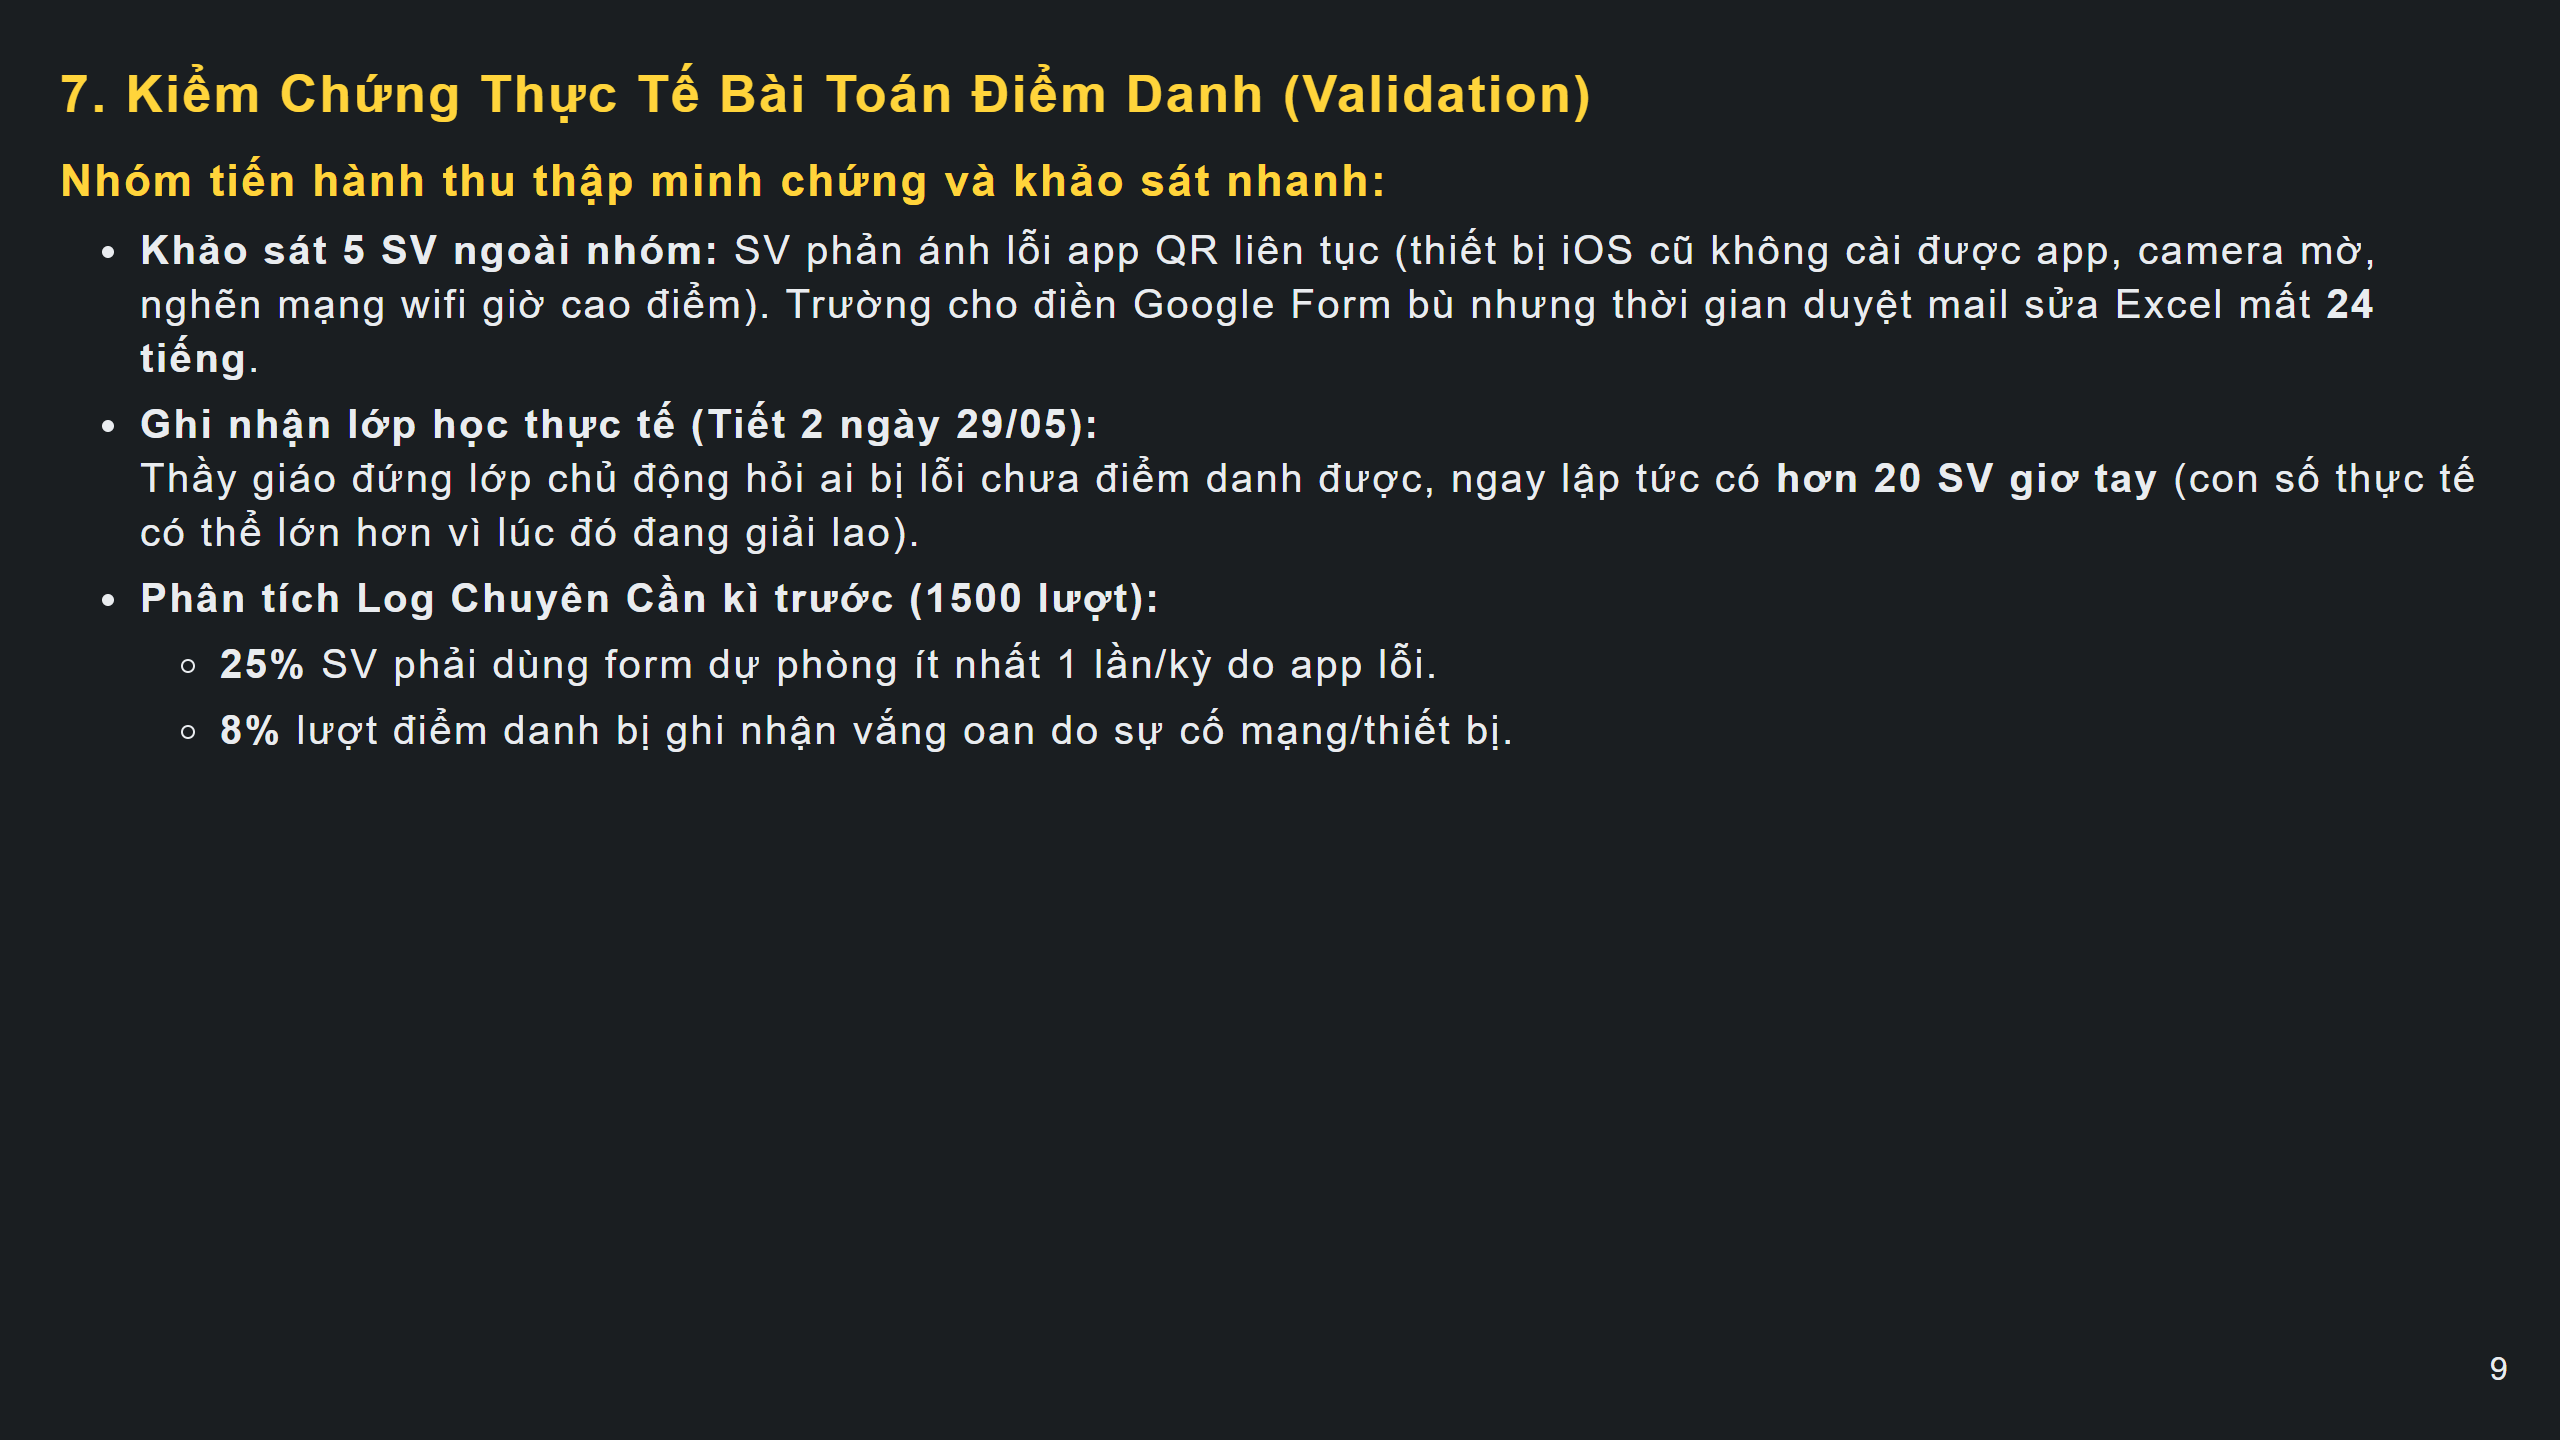 7. Kiểm Chứng Thực Tế Bài Toán Điểm Danh (Validation)
Nhóm tiến hành thu thập minh chứng và khảo sát nhanh:
• Khảo sát 5 SV ngoài nhóm: SV phản ánh lỗi app QR liên tục (thiết bị iOS cũ không cài được app, camera mờ,
nghẽn mạng wifi giờ cao điểm). Trường cho điền Google Form bù nhưng thời gian duyệt mail sửa Excel mất 24
tiếng.
• Ghi nhận lớp học thực tế (Tiết 2 ngày 29/05):
Thầy giáo đứng lớp chủ động hỏi ai bị lỗi chưa điểm danh được, ngay lập tức có hơn 20 SV giơ tay (con số thực tế
có thể lớn hơn vì lúc đó đang giải lao).
• Phân tích Log Chuyên Cần kì trước (1500 lượt):
◦ 25% SV phải dùng form dự phòng ít nhất 1 lần/kỳ do app lỗi.
◦ 8% lượt điểm danh bị ghi nhận vắng oan do sự cố mạng/thiết bị.
9